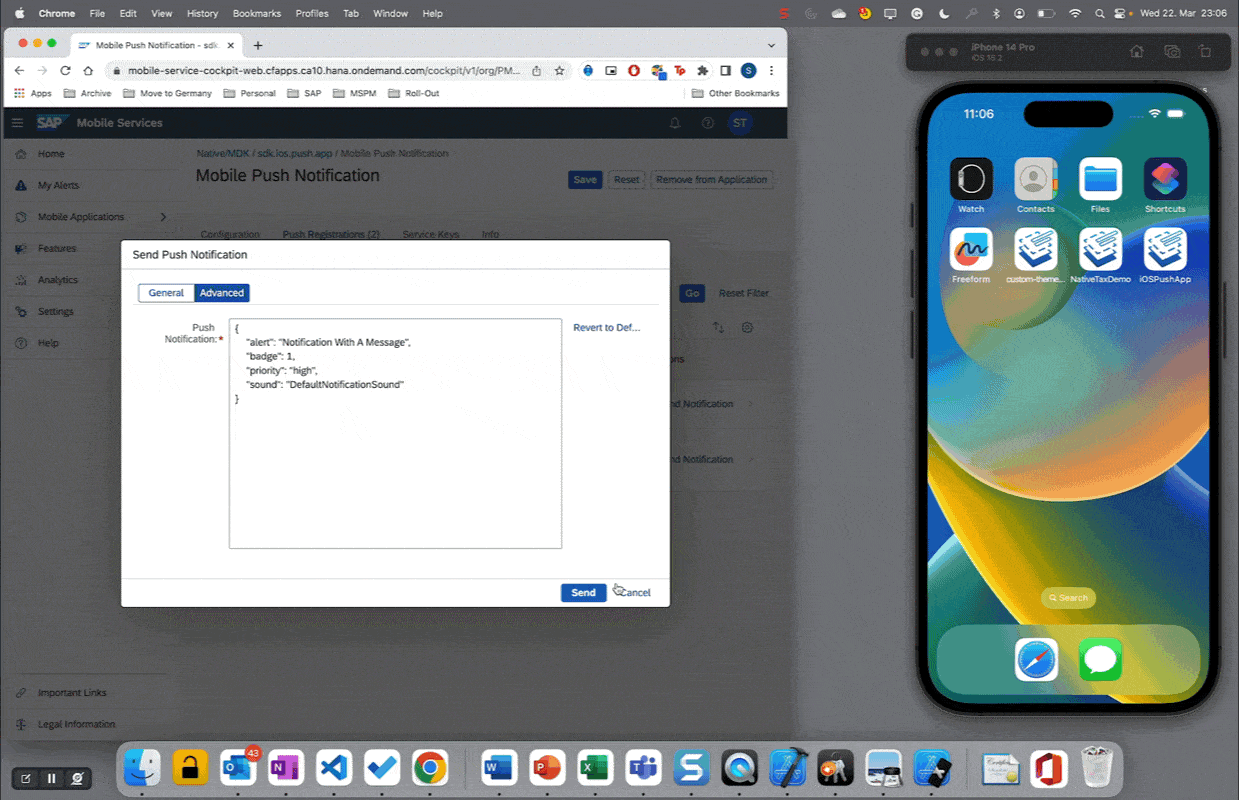 Chrome File Edit View History Bookmarks Profiles Tab Window Help
Wed 22. Mar 23:06
Mobile Push Notification - sdk.
mobile-service-cockpit-web.cfapps.ca10.hana.ondemand.com/cockpit/v1/org/PM...
S
Apps Archive Move to Germany Personal SAP MSPM Roll-Out Other Bookmarks
SAP Mobile Services
ST
Home
My Alerts
Mobile Applications
Features
Analytics
Settings
Help
Important Links
Legal Information
Native/MDK / sdk.ios.push.app / Mobile Push Notification
Mobile Push Notification
Save Reset Remove from Application
Configuration Push Registrations (2) Service Keys Info
Go Reset Filter
ons
nd Notification
nd Notification
Send Push Notification
General Advanced
Push Notification: *
{
"alert": "Notification With A Message",
"badge": 1,
"priority": "high",
"sound": "DefaultNotificationSound"
}
Revert to Def...
Send Cancel
iPhone 14 Pro
iOS 16.2
11:06
Watch Contacts Files Shortcuts
Freeform custom-theme... NativeTaxDemo iOSPushApp
Search
43